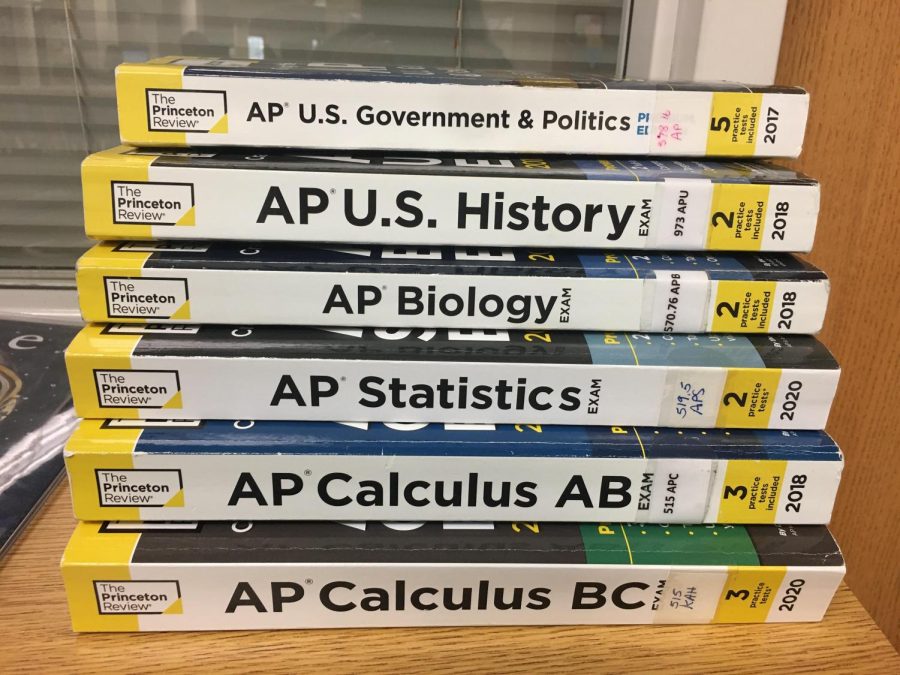 The
Princeton
Review®
AP® U.S. Government & Politics
578.6
AP
5
practice
tests
included
2017
The
Princeton
Review®
AP® U.S. History
EXAM
973 APU
2
practice
tests
included
2018
The
Princeton
Review®
AP® Biology
EXAM
570.76 APB
2
practice
tests
included
2018
The
Princeton
Review®
AP® Statistics
EXAM
519.5
APS
2
practice
tests*
2020
The
Princeton
Review®
AP® Calculus AB
EXAM
515 APC
3
practice
tests
included
2018
The
Princeton
Review®
AP® Calculus BC
EXAM
515
KAH
3
practice
tests*
2020